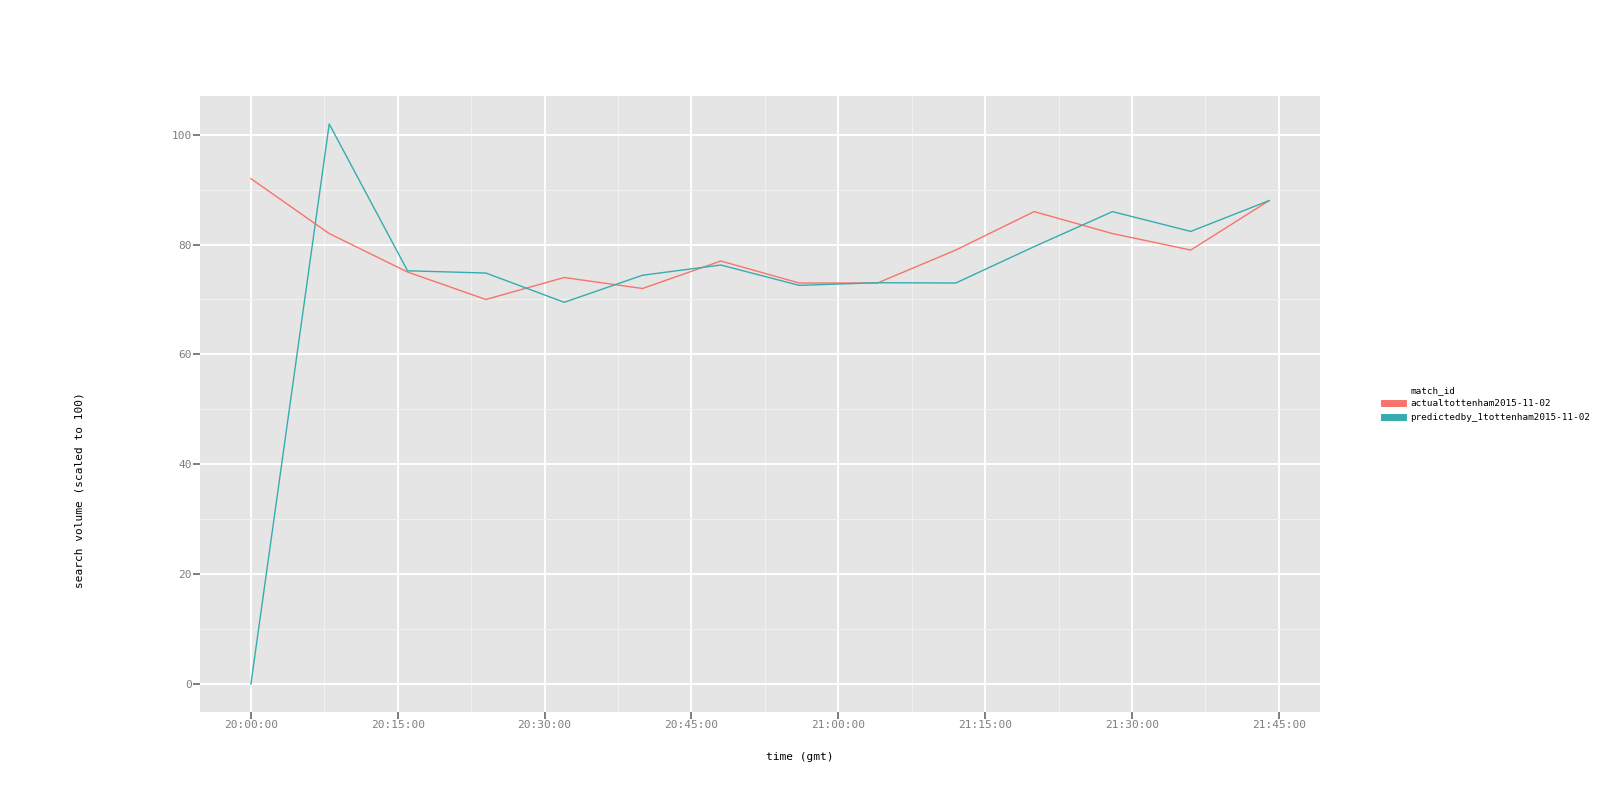 100
80
60
40
20
0
search volume (scaled to 100)
20:00:00 20:15:00 20:30:00 20:45:00 21:00:00 21:15:00 21:30:00 21:45:00
time (gmt)
match_id
actualtottenham2015-11-02
predictedby_1tottenham2015-11-02